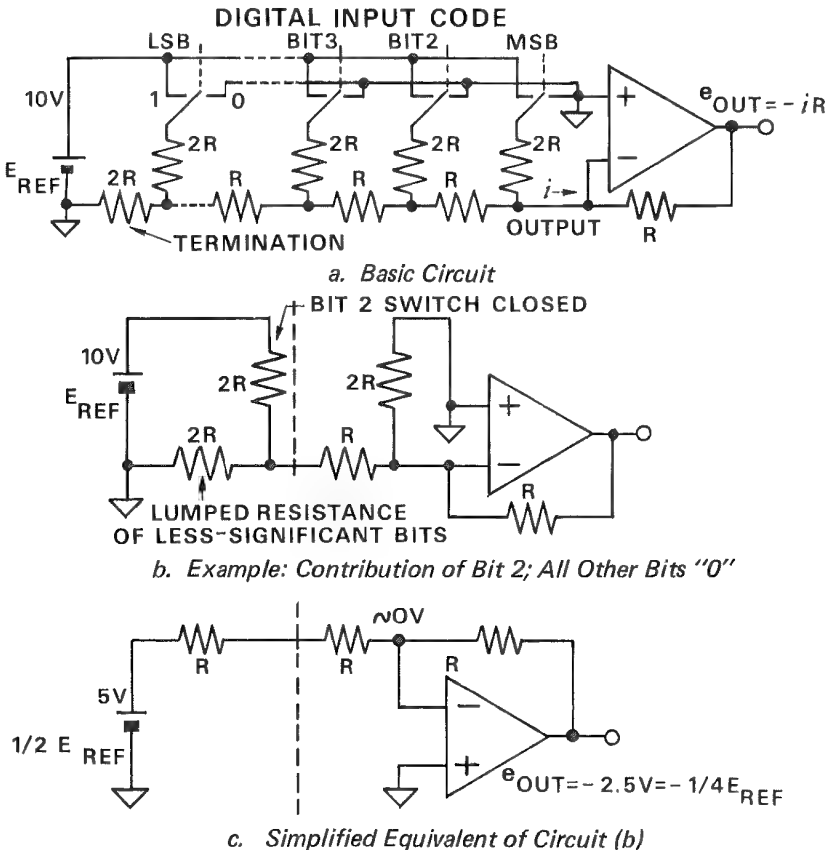 DIGITAL INPUT CODE
LSB BIT3 BIT2 MSB
10V 1 0 + e OUT = -iR
2R 2R 2R 2R
E REF 2R R R R i → −
TERMINATION OUTPUT R
a. Basic Circuit
BIT 2 SWITCH CLOSED
10V 2R 2R +
E REF
2R R −
R
LUMPED RESISTANCE
OF LESS-SIGNIFICANT BITS
b. Example: Contribution of Bit 2; All Other Bits "0"
~0V
R R R
5V −
1/2 E REF +
e OUT = -2.5V = -1/4 E REF
c. Simplified Equivalent of Circuit (b)